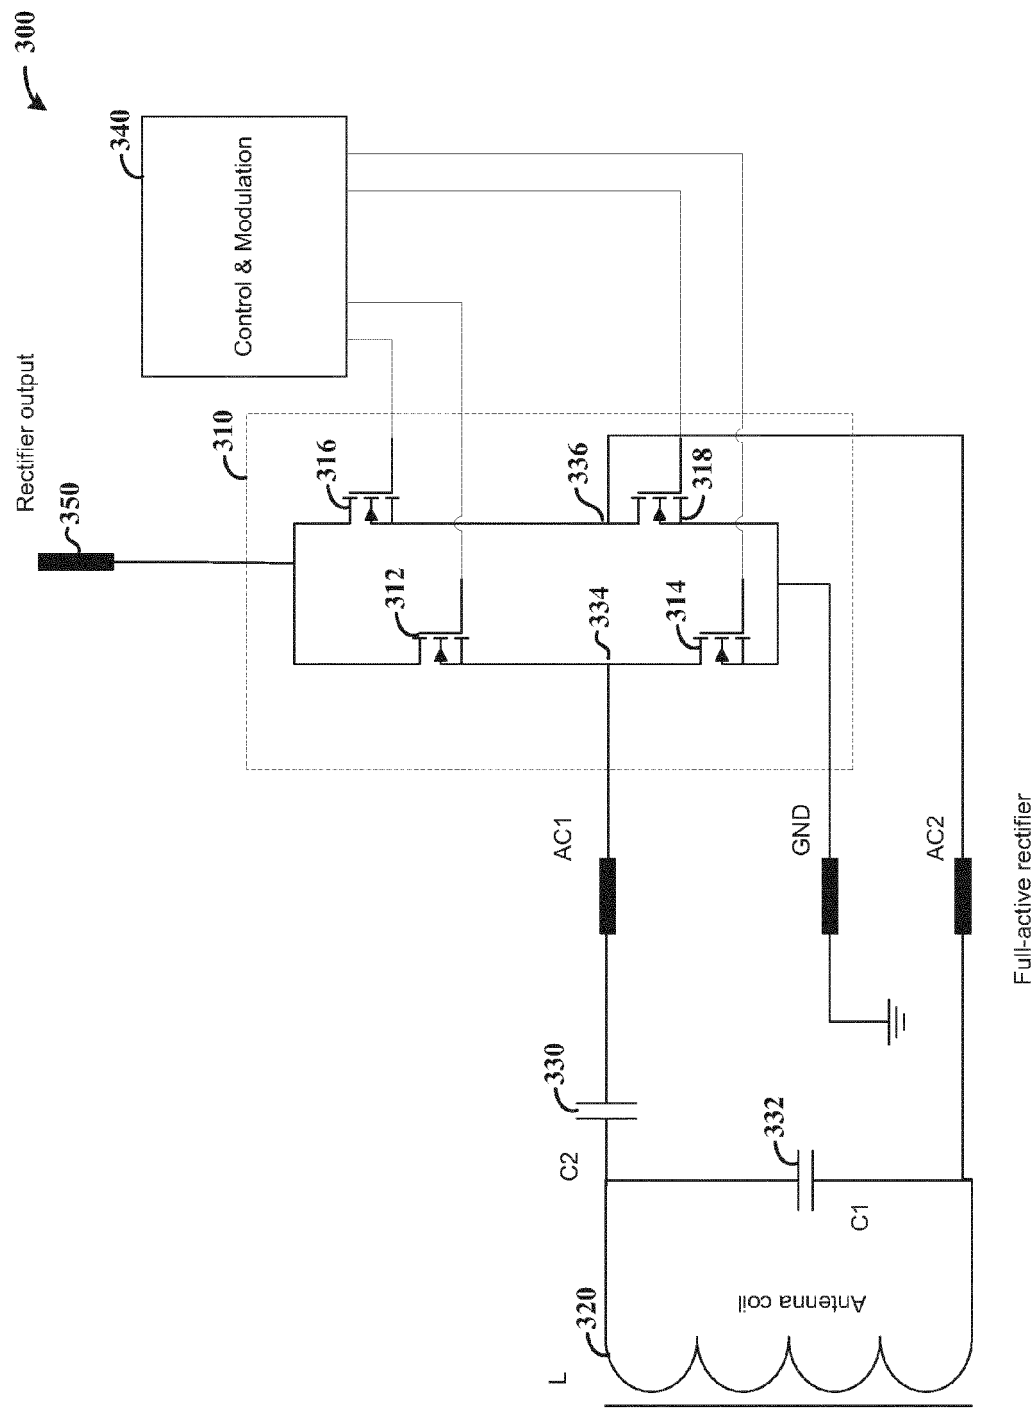 300
340
Control & Modulation
Rectifier output
350
310
316
312
336
318
334
314
AC1
GND
AC2
Full-active rectifier
330
C2
332
C1
Antenna coil
320
L